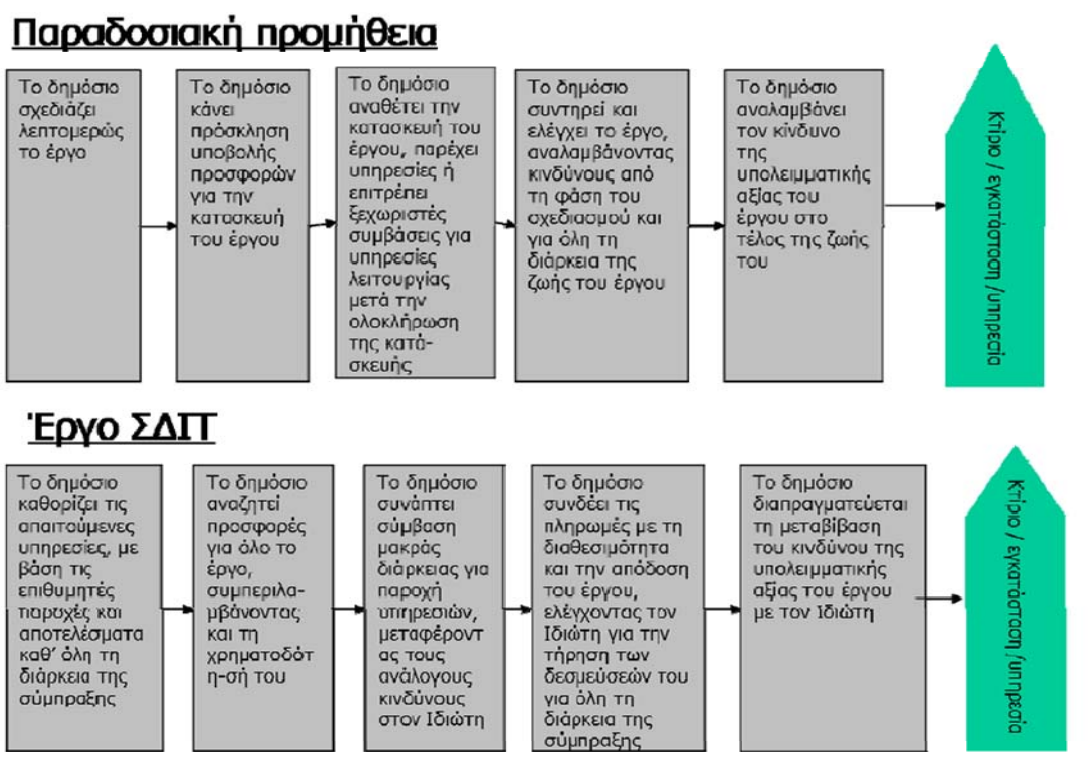 Παραδοσιακή προμήθεια
Το δημόσιο
σχεδιάζει
λεπτομερώς
το έργο
Το δημόσιο
κάνει
πρόσκληση
υποβολής
προσφορών
για την
κατασκευή
του έργου
Το δημόσιο
αναθέτει την
κατασκευή του
έργου, παρέχει
υπηρεσίες ή
επιτρέπει
ξεχωριστές
συμβάσεις για
υπηρεσίες
λειτουργίας
μετά την
ολοκλήρωση
της κατά-
σκευής
Το δημόσιο
συντηρεί και
ελέγχει το έργο,
αναλαμβάνοντας
κινδύνους από
τη φάση του
σχεδιασμού και
για όλη τη
διάρκεια της
ζωής του έργου
Το δημόσιο
αναλαμβάνει
τον κίνδυνο
της
υπολειμματικής
αξίας του
έργου στο
τέλος της ζωής
του
Κτίριο / εγκατάσταση /υπηρεσία
Έργο ΣΔΙΤ
Το δημόσιο
καθορίζει τις
απαιτούμενες
υπηρεσίες, με
βάση τις
επιθυμητές
παροχές και
αποτελέσματα
καθ’ όλη τη
διάρκεια της
σύμπραξης
Το δημόσιο
αναζητεί
προσφορές
για όλο το
έργο,
συμπεριλα-
μβάνοντας
και τη
χρηματοδότ
η-σή του
Το δημόσιο
συνάπτει
σύμβαση
μακράς
διάρκειας για
παροχή
υπηρεσιών,
μεταφέροντ
ας τους
ανάλογους
κινδύνους
στον Ιδιώτη
Το δημόσιο
συνδέει τις
πληρωμές με τη
διαθεσιμότητα
και την απόδοση
του έργου,
ελέγχοντας τον
Ιδιώτη για την
τήρηση των
δεσμεύσεών του
για όλη τη
διάρκεια της
σύμπραξης
Το δημόσιο
διαπραγματεύεται
τη μεταβίβαση
του κινδύνου της
υπολειμματικής
αξίας του έργου
με τον Ιδιώτη
Κτίριο / εγκατάσταση /υπηρεσία